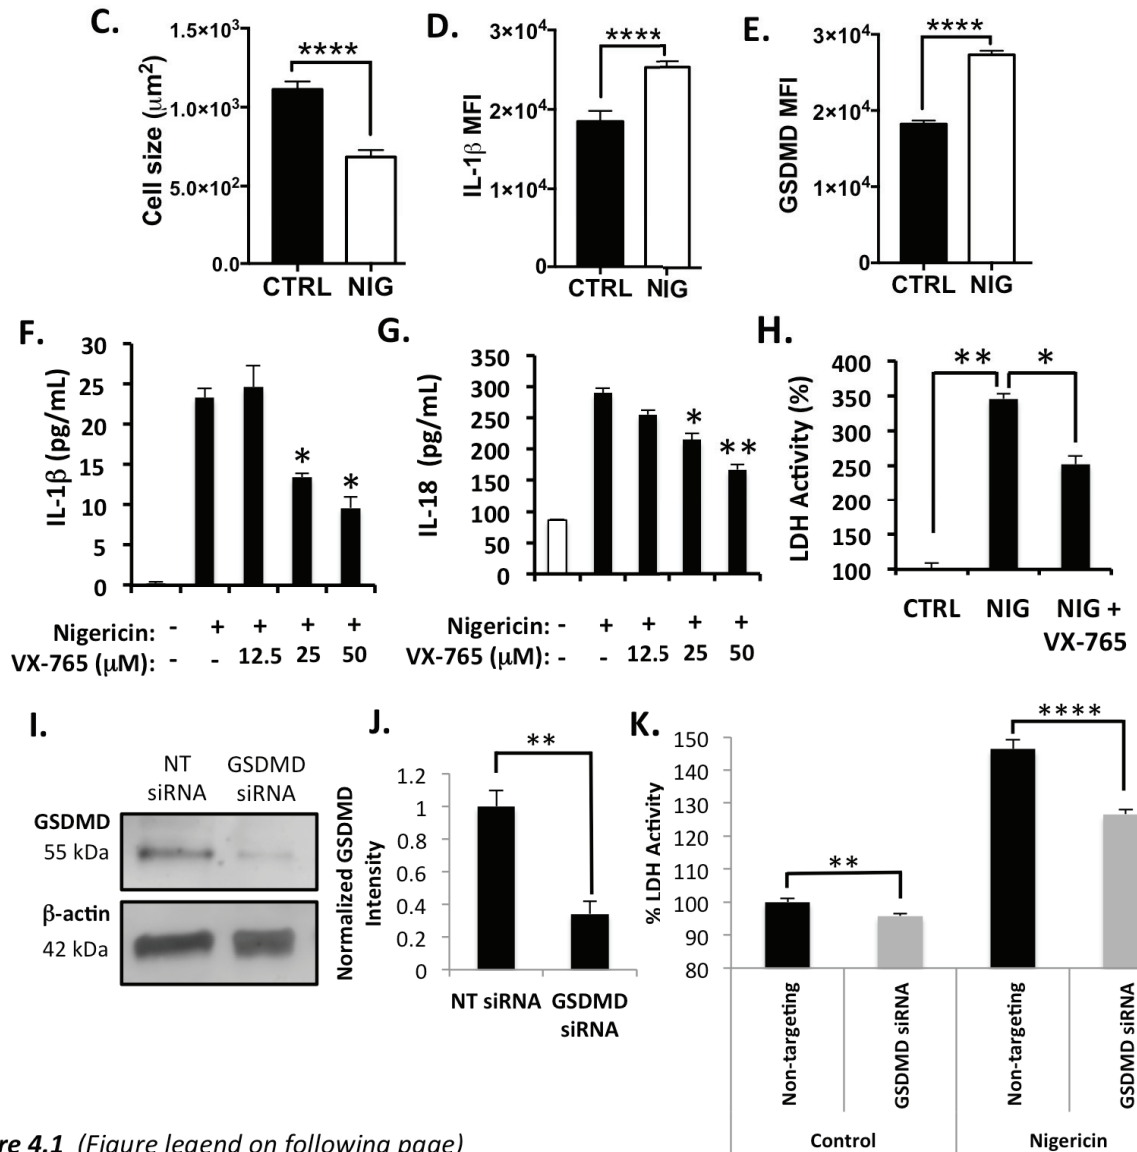 C.
Cell size (μm²)
1.5×10³
1.0×10³
5.0×10²
0.0
****
CTRL NIG
D.
IL-1β MFI
3×10⁴
2×10⁴
1×10⁴
0
****
CTRL NIG
E.
GSDMD MFI
3×10⁴
2×10⁴
1×10⁴
0
****
CTRL NIG
F.
IL-1β (pg/mL)
30
25
20
15
10
5
0
*
*
Nigericin: - + + + +
VX-765 (μM): - - 12.5 25 50
G.
IL-18 (pg/mL)
350
300
250
200
150
100
50
0
*
**
Nigericin: - + + + +
VX-765 (μM): - - 12.5 25 50
H.
LDH Activity (%)
400
350
300
250
200
150
100
** *
CTRL NIG NIG +
VX-765
I.
NT GSDMD
siRNA siRNA
GSDMD
55 kDa
β-actin
42 kDa
J.
Normalized GSDMD
Intensity
1.2
1
0.8
0.6
0.4
0.2
0
**
NT siRNA GSDMD
siRNA
K.
% LDH Activity
150
140
130
120
110
100
90
80
**
****
Non-targeting
GSDMD siRNA
Non-targeting
GSDMD siRNA
Control Nigericin
re 4.1 (Figure legend on following page)